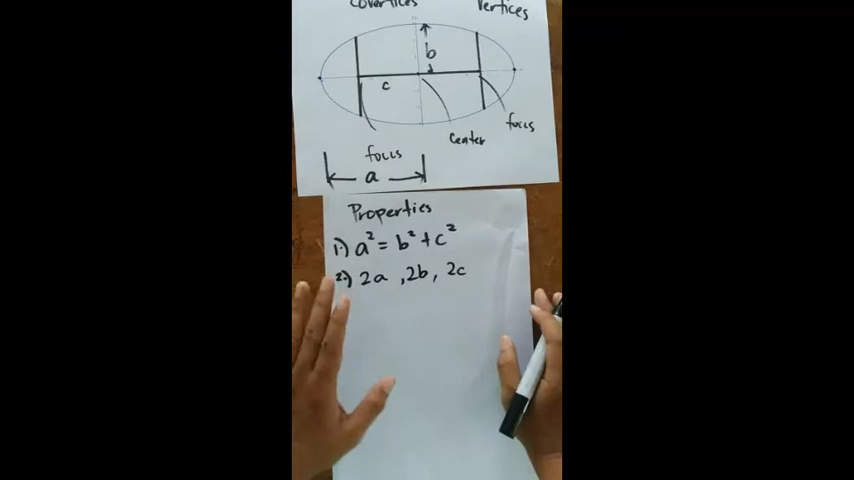 Covertices Vertices
b
c
focus
center
focus
a
Properties
1.) a² = b² + c²
2.) 2a , 2b, 2c